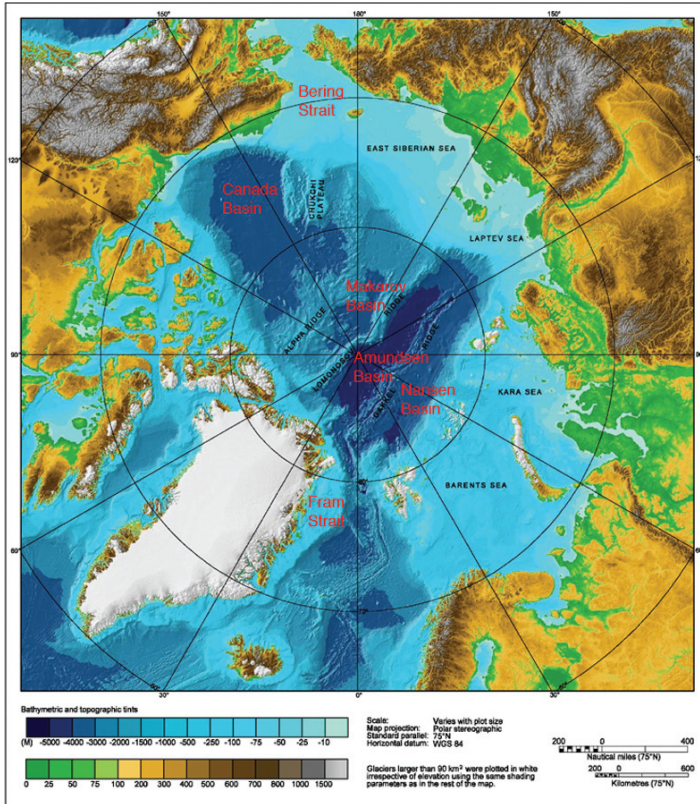 150°
180°
Bering
Strait
EAST SIBERIAN SEA
120°
Canada
Basin
CHUKCHI
PLATEAU
LAPTEV SEA
Makarov
Basin
RIDGE
ALPHA RIDGE
RIDGE
90°
LOMONOSO
Amundsen
Basin
Nansen
Basin
GAKKEL
KARA SEA
BARENTS SEA
Fram
Strait
60°
30°
0°
30°
Bathymetric and topographic tints
(M) -5000 -4000 -3000 -2000 -1500 -1000 -500 -250 -100 -75 -50 -25 -10
0 25 50 75 100 200 300 400 500 600 700 800 1000 1500
Scale: Varies with plot size
Map projection: Polar stereographic
Standard parallel: 75°N
Horizontal datum: WGS 84
Glaciers larger than 90 km² were plotted in white
irrespective of elevation using the same shading
parameters as in the rest of the map.
200 0 400
Nautical miles (75°N)
200 0 600
Kilometres (75°N)